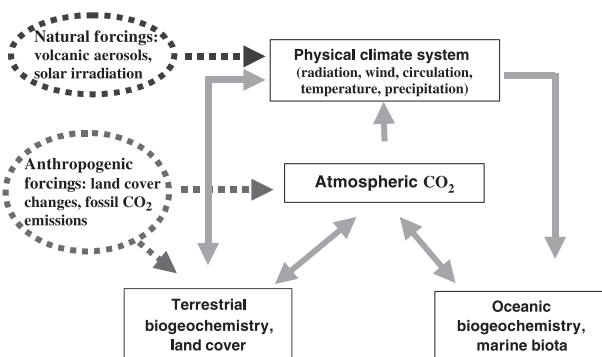 Natural forcings:
volcanic aerosols,
solar irradiation
Physical climate system
(radiation, wind, circulation,
temperature, precipitation)
Anthropogenic
forcings: land cover
changes, fossil CO₂
emissions
Atmospheric CO₂
Terrestrial
biogeochemistry,
land cover
Oceanic
biogeochemistry,
marine biota